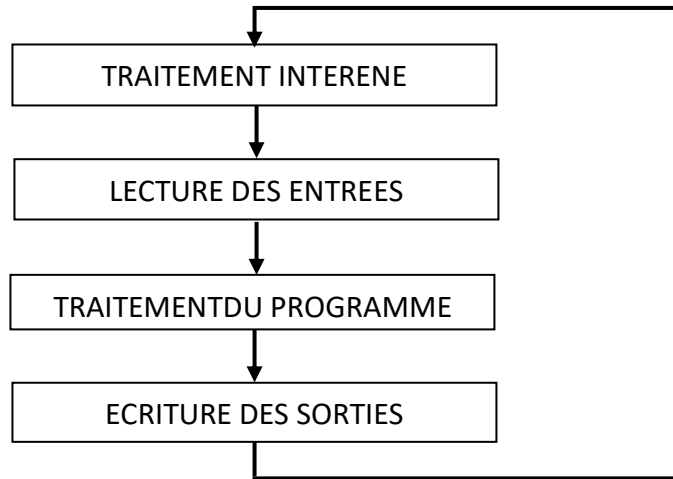 TRAITEMENT INTERENE
LECTURE DES ENTREES
TRAITEMENTDU PROGRAMME
ECRITURE DES SORTIES